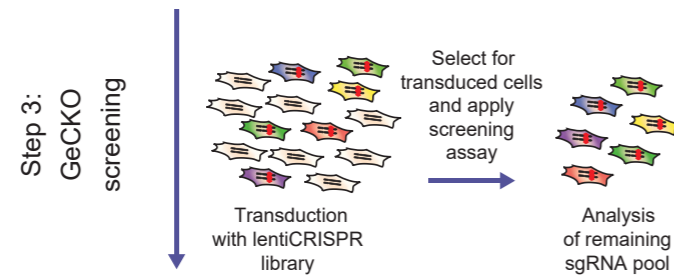 Step 3:
GeCKO
screening
Select for
transduced cells
and apply
screening
assay
Transduction
with lentiCRISPR
library
Analysis
of remaining
sgRNA pool